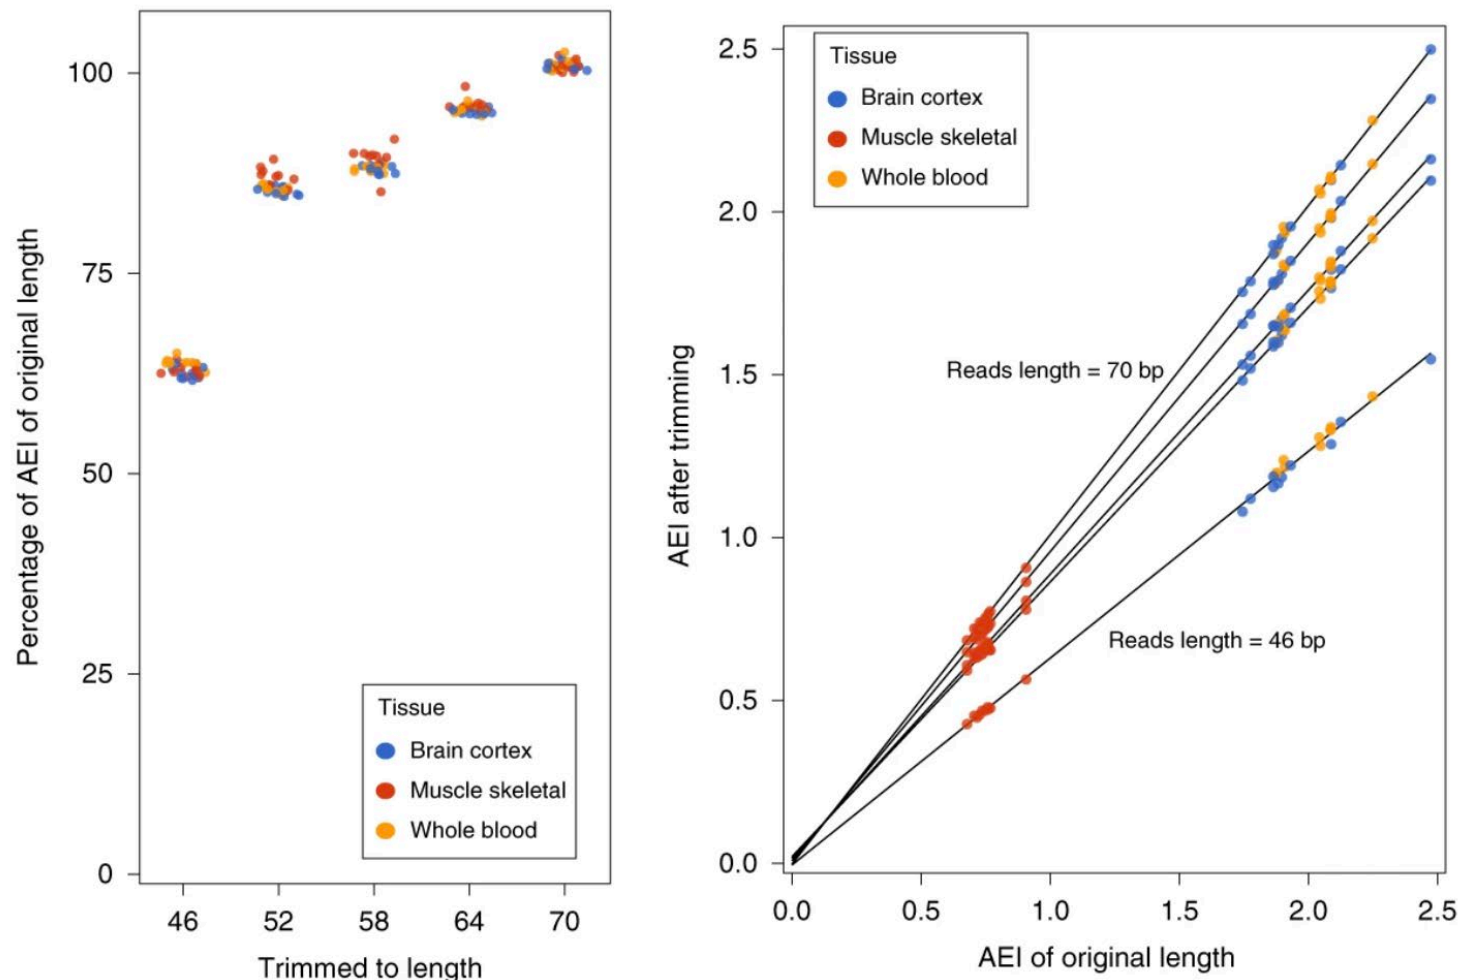 Percentage of AEI of original length
100
75
50
25
0
Tissue
Brain cortex
Muscle skeletal
Whole blood
46 52 58 64 70
Trimmed to length
AEI after trimming
2.5
2.0
1.5
1.0
0.5
0.0
Tissue
Brain cortex
Muscle skeletal
Whole blood
Reads length = 70 bp
Reads length = 46 bp
0.0 0.5 1.0 1.5 2.0 2.5
AEI of original length